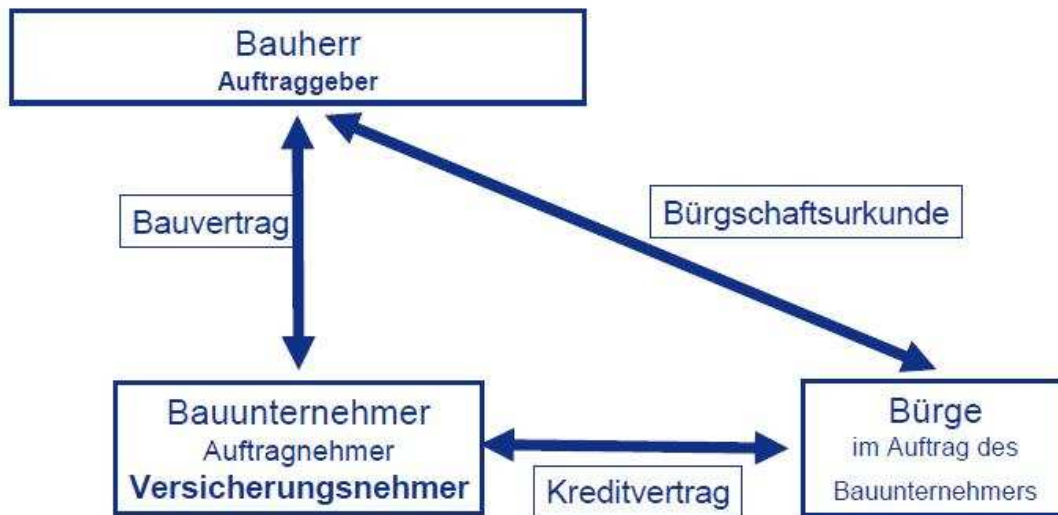 Bauherr
Auftraggeber
Bauvertrag
Bürgschaftsurkunde
Bauunternehmer
Auftragnehmer
Versicherungsnehmer
Kreditvertrag
Bürge
im Auftrag des
Bauunternehmers